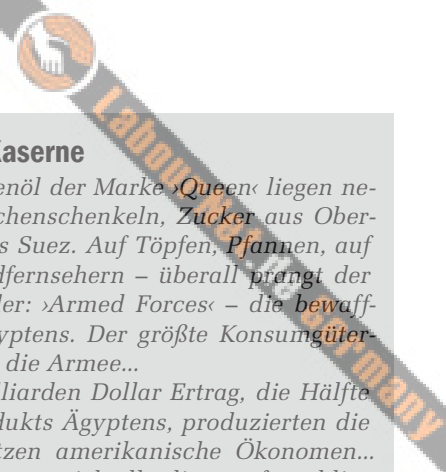 Kaserne
enöl der Marke ›Queen‹ liegen ne-
chenschenkeln, Zucker aus Ober-
s Suez. Auf Töpfen, Pfannen, auf
dfernsehern – überall prangt der
ler: ›Armed Forces‹ – die bewaff-
yptens. Der größte Konsumgüter-
die Armee...
lliarden Dollar Ertrag, die Hälfte
dukts Ägyptens, produzierten die
tzen amerikanische Ökonomen...
LabourNet.de Germany